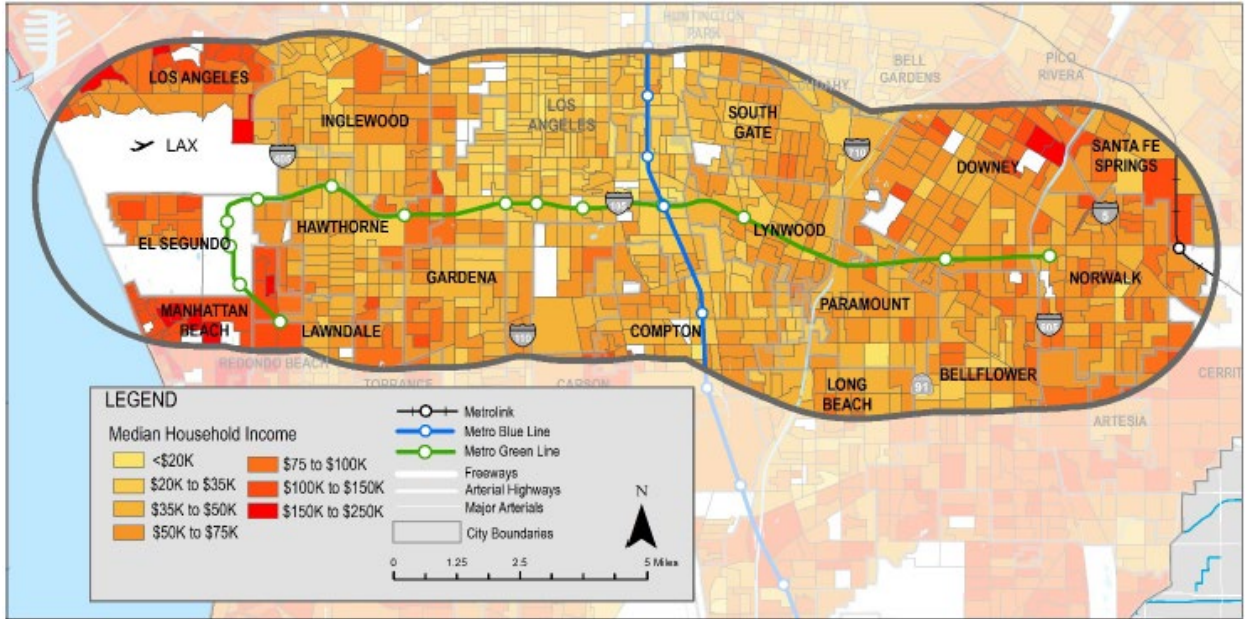 HUNTINGTON
PARK
BELL
GARDENS
PICO
RIVERA
LOS ANGELES
CUDAHY
INGLEWOOD
LOS
ANGELES
SOUTH
GATE
LAX
405
710
DOWNEY
SANTA FE
SPRINGS
105
5
HAWTHORNE
LYNWOOD
EL SEGUNDO
GARDENA
NORWALK
MANHATTAN
BEACH
LAWNDALE
110
COMPTON
PARAMOUNT
605
REDONDO BEACH
TORRANCE
CARSON
LONG
BEACH
91
BELLFLOWER
CERRIT
ARTESIA
LEGEND
Median Household Income
<$20K
$20K to $35K
$35K to $50K
$50K to $75K
$75 to $100K
$100K to $150K
$150K to $250K
Metrolink
Metro Blue Line
Metro Green Line
Freeways
Arterial Highways
Major Arterials
City Boundaries
N
0 1.25 2.5 5 Miles